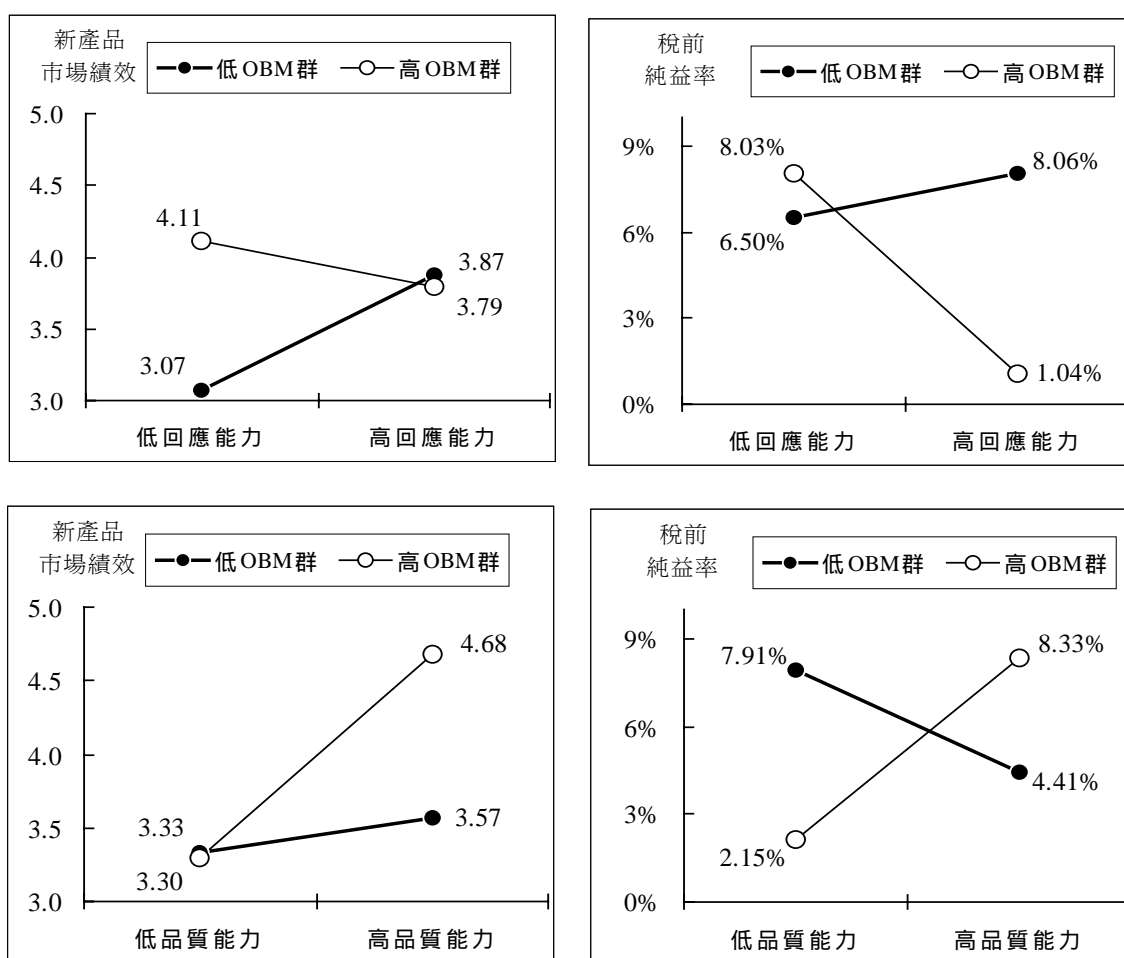 新產品
市場績效
低OBM群 高OBM群
5.0
4.5
4.0
3.5
3.0
4.11
3.87
3.79
3.07
低回應能力 高回應能力
稅前
純益率
低OBM群 高OBM群
9%
6%
3%
0%
8.03%
8.06%
6.50%
1.04%
低回應能力 高回應能力
新產品
市場績效
低OBM群 高OBM群
5.0
4.5
4.0
3.5
3.0
4.68
3.33
3.57
3.30
低品質能力 高品質能力
稅前
純益率
低OBM群 高OBM群
9%
6%
3%
0%
7.91%
8.33%
4.41%
2.15%
低品質能力 高品質能力